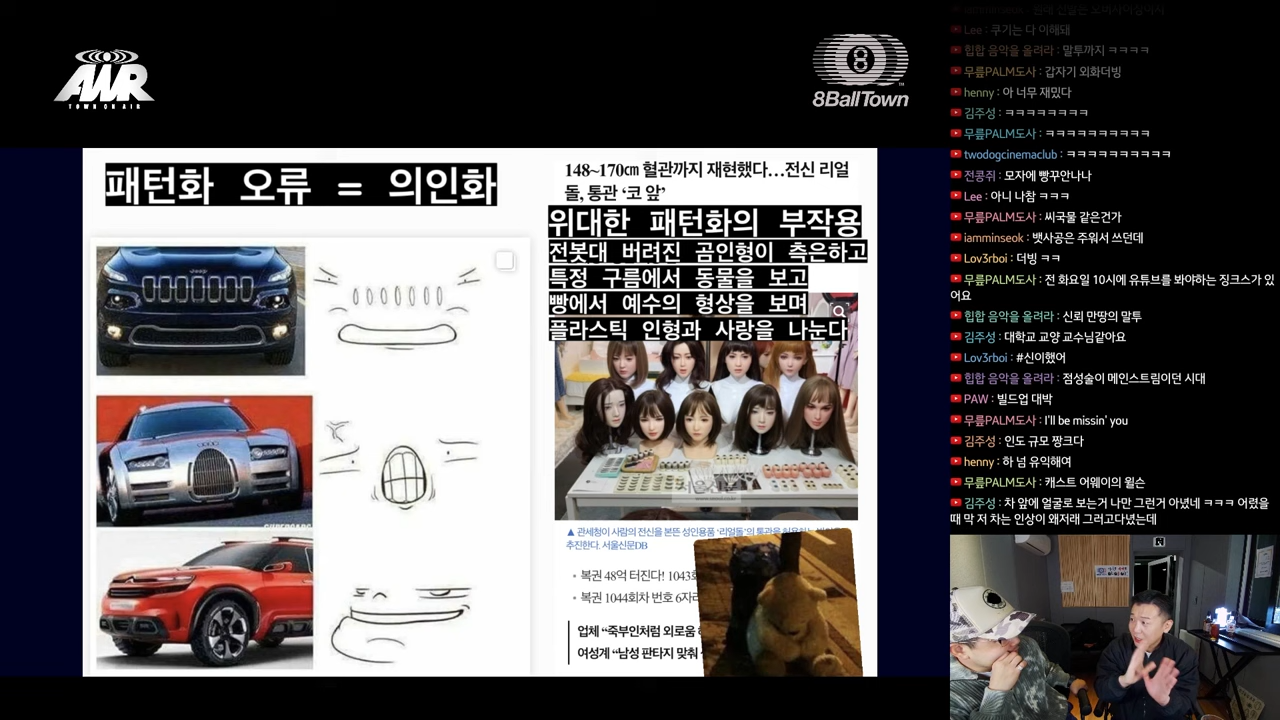 AIR
TOWN ON AIR
8
8BallTown
패턴화 오류 = 의인화
148~170㎝ 혈관까지 재현했다…전신 리얼
돌, 통관 ‘코 앞’
위대한 패턴화의 부작용
전봇대 버려진 곰인형이 측은하고
특정 구름에서 동물을 보고
빵에서 예수의 형상을 보며
플라스틱 인형과 사랑을 나눈다
서울신문
SUPERCARS
▲ 관세청이 사람의 전신을 본뜬 성인용품 ‘리얼돌’의 통관을
추진한다. 서울신문DB
• 복권 48억 터진다! 1043회
• 복권 1044회차 번호 6자리
업체 “죽부인처럼 외로움
여성계 “남성 판타지 맞춰
Lee : 쿠기는 다 이해돼
힙합 음악을 올려라 : 말투까지 ㅋㅋㅋㅋ
무릎PALM도사 : 갑자기 외화더빙
henny : 아 너무 재밌다
김주성 : ㅋㅋㅋㅋㅋㅋㅋㅋ
무릎PALM도사 : ㅋㅋㅋㅋㅋㅋㅋㅋㅋㅋ
twodogcinemaclub : ㅋㅋㅋㅋㅋㅋㅋㅋㅋㅋ
전콩쥐 : 모자에 빵꾸안나나
Lee : 아니 나참 ㅋㅋㅋ
무릎PALM도사 : 씨국물 같은건가
iamminseok : 뱃사공은 주워서 쓰던데
Lov3rboi : 더빙 ㅋㅋ
무릎PALM도사 : 전 화요일 10시에 유튜브를 봐야하는 징크스가 있
어요
힙합 음악을 올려라 : 신뢰 만땅의 말투
김주성 : 대학교 교양 교수님같아요
Lov3rboi : #신이했어
힙합 음악을 올려라 : 점성술이 메인스트림이던 시대
PAW : 빌드업 대박
무릎PALM도사 : I'll be missin' you
김주성 : 인도 규모 짱크다
henny : 하 넘 유익해여
무릎PALM도사 : 캐스트 어웨이의 윌슨
김주성 : 차 앞에 얼굴로 보는거 나만 그런거 아녔네 ㅋㅋㅋ 어렸을
때 막 저 차는 인상이 왜저래 그러고다녔는데